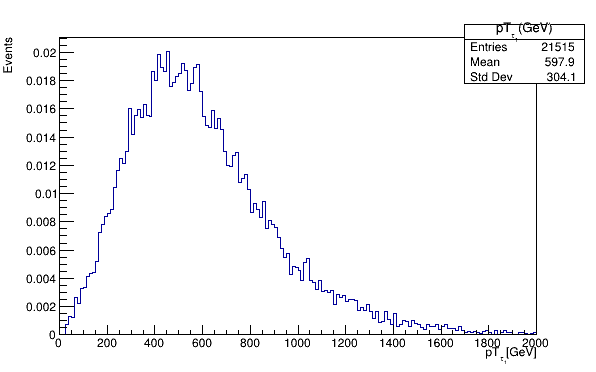 pTτ1(GeV)
Entries 21515
Mean 597.9
Std Dev 304.1
Events
0.02
0.018
0.016
0.014
0.012
0.01
0.008
0.006
0.004
0.002
0
0 200 400 600 800 1000 1200 1400 1600 1800 2000
pTτ1[GeV]